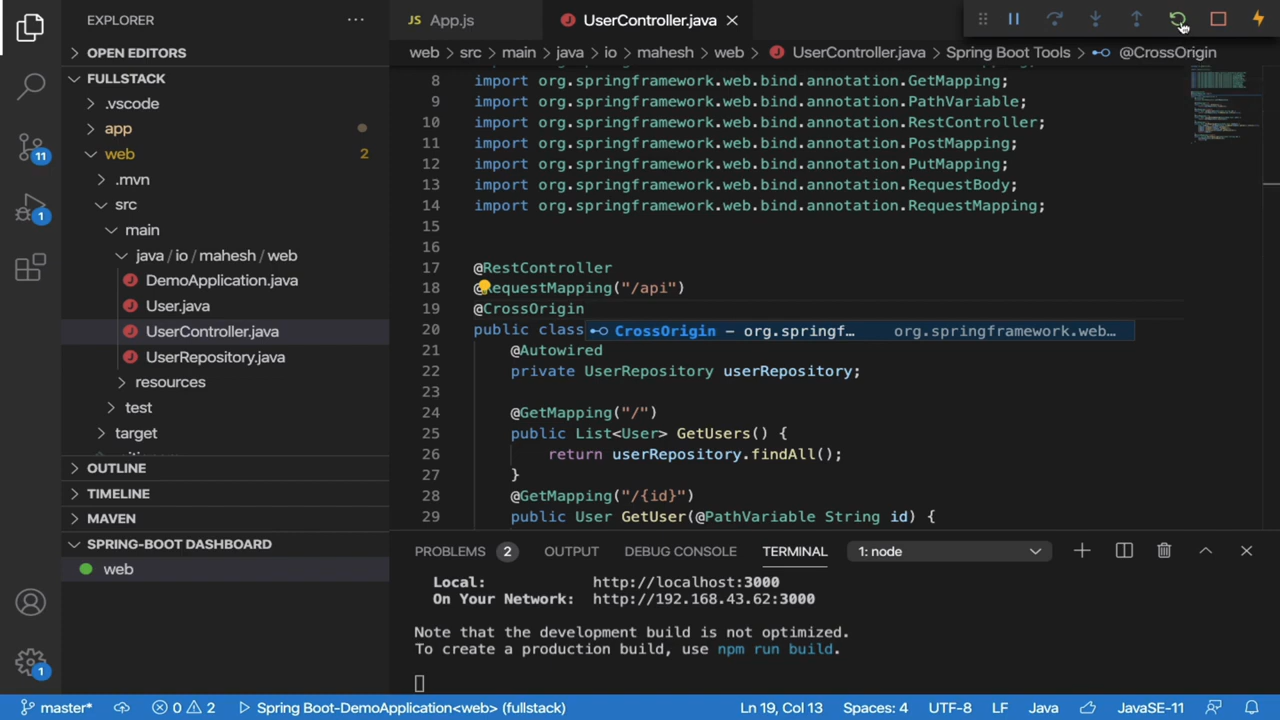 EXPLORER
JS App.js
UserController.java
web > src > main > java > io > mahesh > web > UserController.java > Spring Boot Tools > @CrossOrigin
OPEN EDITORS
FULLSTACK
.vscode
app
web 2
.mvn
src
main
java / io / mahesh / web
DemoApplication.java
User.java
UserController.java
UserRepository.java
resources
test
target
OUTLINE
TIMELINE
MAVEN
SPRING-BOOT DASHBOARD
web
11
1
1
8 import org.springframework.web.bind.annotation.GetMapping;
9 import org.springframework.web.bind.annotation.PathVariable;
10 import org.springframework.web.bind.annotation.RestController;
11 import org.springframework.web.bind.annotation.PostMapping;
12 import org.springframework.web.bind.annotation.PutMapping;
13 import org.springframework.web.bind.annotation.RequestBody;
14 import org.springframework.web.bind.annotation.RequestMapping;
15
16
17 @RestController
18 @RequestMapping("/api")
19 @CrossOrigin
20 public class
CrossOrigin – org.springf… org.springframework.web…
21 @Autowired
22 private UserRepository userRepository;
23
24 @GetMapping("/")
25 public List<User> GetUsers() {
26 return userRepository.findAll();
27 }
28 @GetMapping("/{id}")
29 public User GetUser(@PathVariable String id) {
PROBLEMS 2 OUTPUT DEBUG CONSOLE TERMINAL 1: node
Local: http://localhost:3000
On Your Network: http://192.168.43.62:3000
Note that the development build is not optimized.
To create a production build, use npm run build.
master* 0 2 Spring Boot-DemoApplication<web> (fullstack) Ln 19, Col 13 Spaces: 4 UTF-8 LF Java JavaSE-11